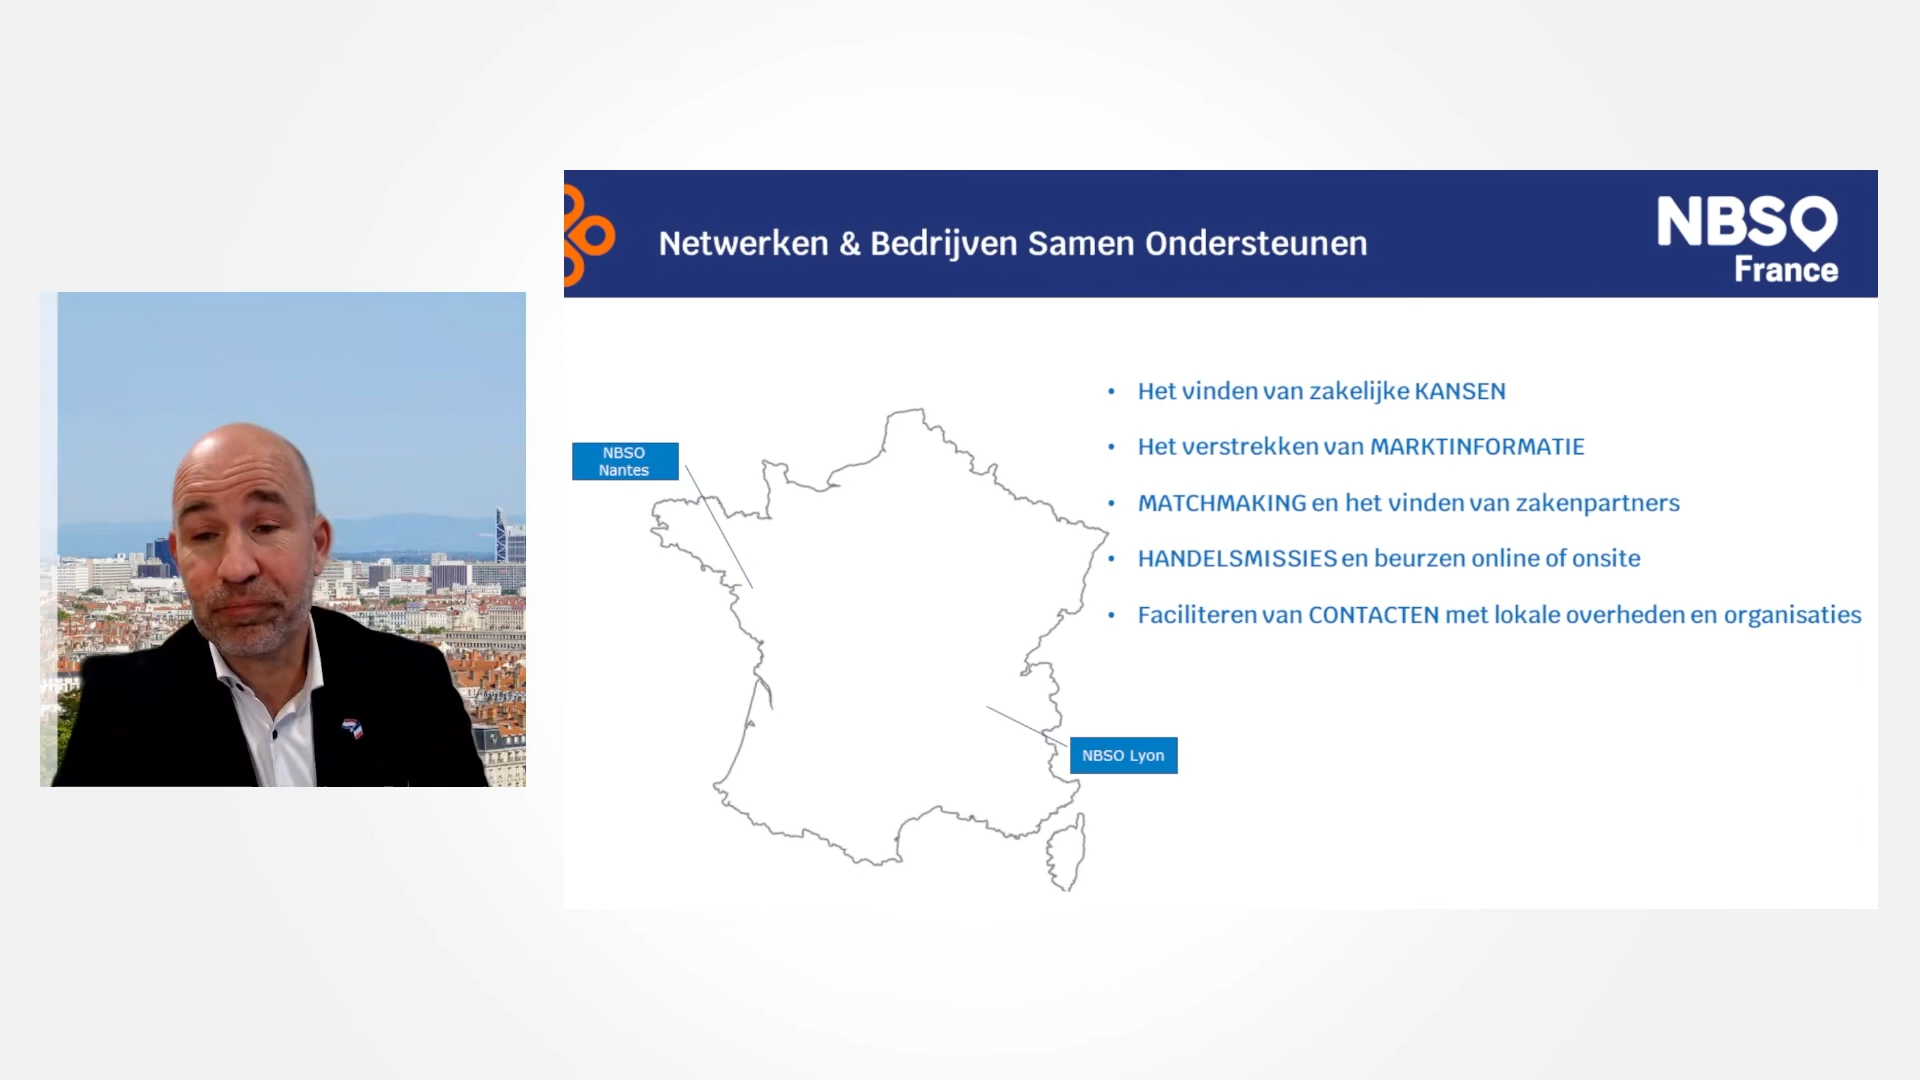 Netwerken & Bedrijven Samen Ondersteunen
NBSO
France
NBSO
Nantes
NBSO Lyon
• Het vinden van zakelijke KANSEN
• Het verstrekken van MARKTINFORMATIE
• MATCHMAKING en het vinden van zakenpartners
• HANDELSMISSIES en beurzen online of onsite
• Faciliteren van CONTACTEN met lokale overheden en organisaties